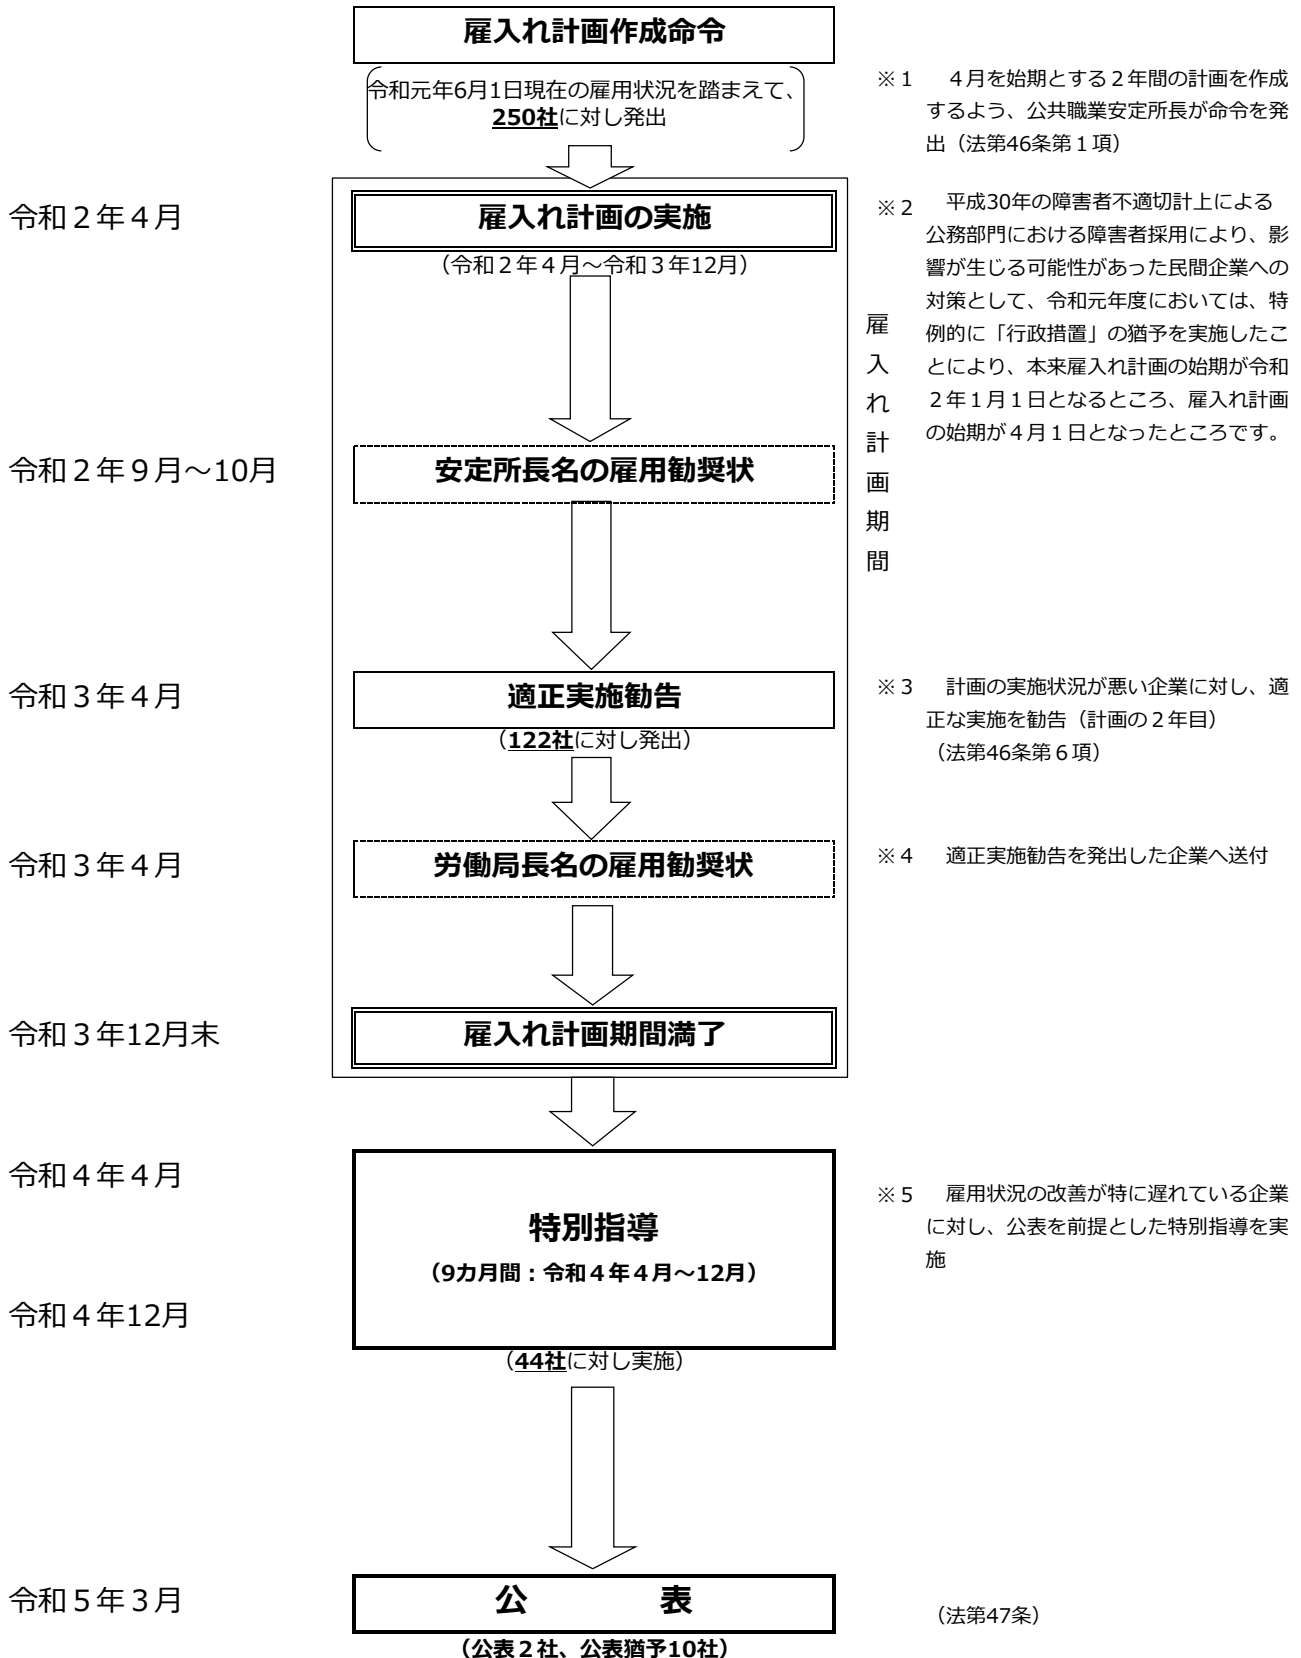 雇入れ計画作成命令
令和元年6月1日現在の雇用状況を踏まえて、
250社に対し発出
※１　４月を始期とする２年間の計画を作成
するよう、公共職業安定所長が命令を発
出（法第46条第１項）
令和２年４月
雇入れ計画の実施
（令和２年４月～令和３年12月）
※２　平成30年の障害者不適切計上による
公務部門における障害者採用により、影
響が生じる可能性があった民間企業への
対策として、令和元年度においては、特
例的に「行政措置」の猶予を実施したこ
とにより、本来雇入れ計画の始期が令和
２年１月１日となるところ、雇入れ計画
の始期が４月１日となったところです。
雇入れ計画期間
令和２年９月～10月
安定所長名の雇用勧奨状
令和３年４月
適正実施勧告
（122社に対し発出）
※３　計画の実施状況が悪い企業に対し、適
正な実施を勧告（計画の２年目）
（法第46条第６項）
令和３年４月
労働局長名の雇用勧奨状
※４　適正実施勧告を発出した企業へ送付
令和３年12月末
雇入れ計画期間満了
令和４年４月
特別指導
（9カ月間：令和４年４月～12月）
※５　雇用状況の改善が特に遅れている企業
に対し、公表を前提とした特別指導を実
施
令和４年12月
（44社に対し実施）
令和５年３月
公　　　　表
（公表２社、公表猶予10社）
（法第47条）